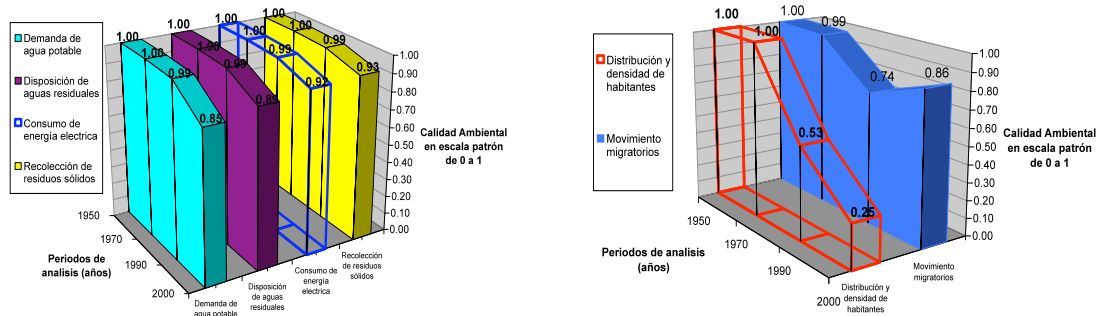 Demanda de
agua potable
Disposición de
aguas residuales
Consumo de
energía electrica
Recolección de
residuos sólidos
1.00
1.00
0.99
0.85
1.00
1.00
0.99
0.89
1.00
1.00
0.99
0.92
1.00
1.00
0.99
0.93
1.00
0.90
0.80
0.70
0.60
0.50
0.40
0.30
0.20
0.10
0.00
Calidad Ambiental
en escala patrón
de 0 a 1
1950
1970
1990
2000
Periodos de
analisis (años)
Demanda de
agua potable
Disposición
de aguas
residuales
Consumo de
energía
electrica
Recolección
de residuos
sólidos
Distribución y
densidad de
habitantes
Movimiento
migratorios
1.00
1.00
0.53
0.25
1.00
0.99
0.74
0.86
1.00
0.90
0.80
0.70
0.60
0.50
0.40
0.30
0.20
0.10
0.00
Calidad Ambiental
en escala patrón
de 0 a 1
1950
1970
1990
2000
Periodos de analisis
(años)
Distribución y
densidad de
habitantes
Movimiento
migratorios